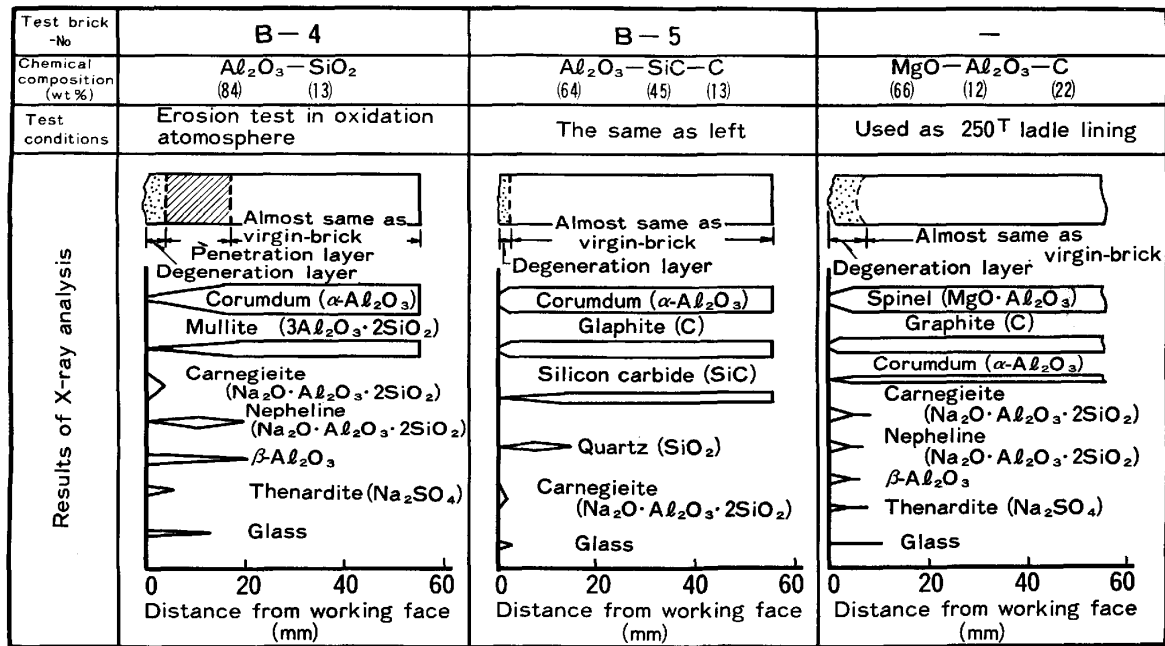 Test brick
-No
B-4
B-5
—
Chemical
composition
(wt%)
Al₂O₃—SiO₂
(84) (13)
Al₂O₃—SiC—C
(64) (45) (13)
MgO—Al₂O₃—C
(66) (12) (22)
Test
conditions
Erosion test in oxidation
atomosphere
The same as left
Used as 250ᵀ ladle lining
Results of X-ray analysis
Almost same as
virgin-brick
Penetration layer
Degeneration layer
Corumdum (α-Al₂O₃)
Mullite (3Al₂O₃·2SiO₂)
Carnegieite
(Na₂O·Al₂O₃·2SiO₂)
Nepheline
(Na₂O·Al₂O₃·2SiO₂)
β-Al₂O₃
Thenardite (Na₂SO₄)
Glass
0 20 40 60
Distance from working face
(mm)
Almost same as
virgin-brick
Degeneration layer
Corumdum (α-Al₂O₃)
Glaphite (C)
Silicon carbide (SiC)
Quartz (SiO₂)
Carnegieite
(Na₂O·Al₂O₃·2SiO₂)
Glass
0 20 40 60
Distance from working face
(mm)
Almost same as
virgin-brick
Degeneration layer
Spinel (MgO·Al₂O₃)
Graphite (C)
Corumdum (α-Al₂O₃)
Carnegieite
(Na₂O·Al₂O₃·2SiO₂)
Nepheline
(Na₂O·Al₂O₃·2SiO₂)
β-Al₂O₃
Thenardite (Na₂SO₄)
Glass
0 20 40 60
Distance from working face
(mm)